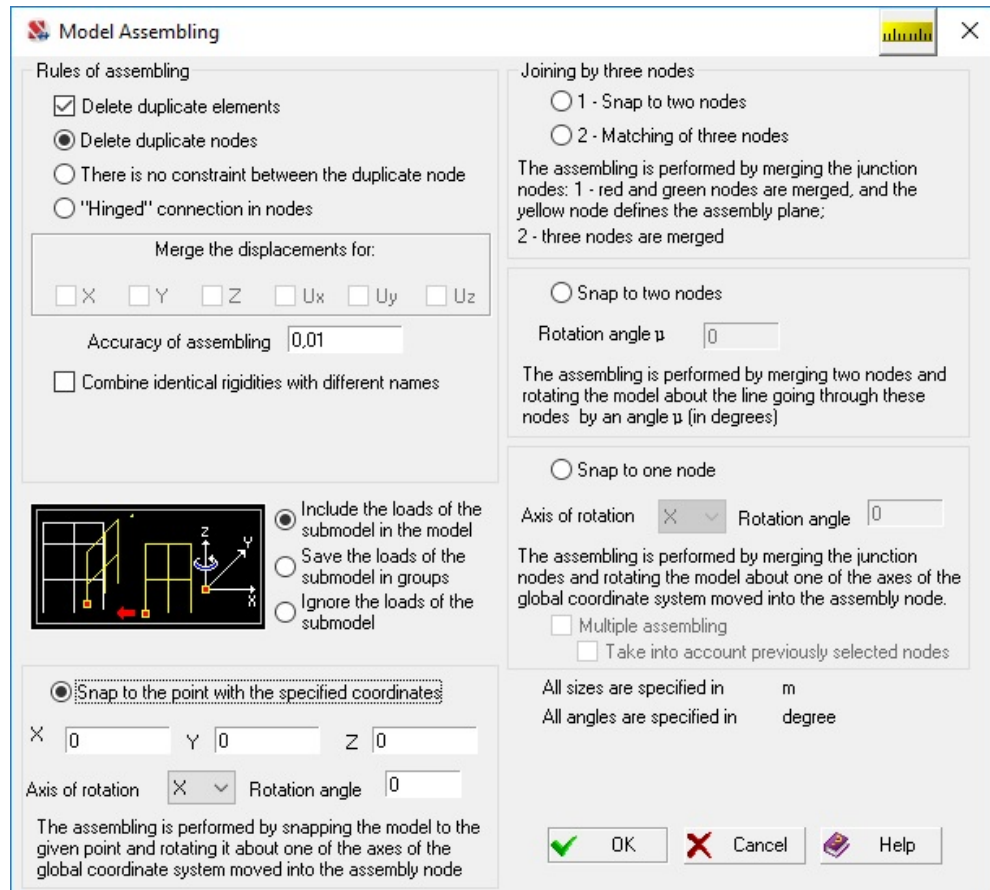 Model Assembling
Rules of assembling
Delete duplicate elements
Delete duplicate nodes
There is no constraint between the duplicate node
"Hinged" connection in nodes
Merge the displacements for:
X Y Z Ux Uy Uz
Accuracy of assembling 0,01
Combine identical rigidities with different names
Z
Y
X
Include the loads of the
submodel in the model
Save the loads of the
submodel in groups
Ignore the loads of the
submodel
Snap to the point with the specified coordinates
X 0 Y 0 Z 0
Axis of rotation X Rotation angle 0
The assembling is performed by snapping the model to the
given point and rotating it about one of the axes of the
global coordinate system moved into the assembly node
Joining by three nodes
1 - Snap to two nodes
2 - Matching of three nodes
The assembling is performed by merging the junction
nodes: 1 - red and green nodes are merged, and the
yellow node defines the assembly plane;
2 - three nodes are merged
Snap to two nodes
Rotation angle µ 0
The assembling is performed by merging two nodes and
rotating the model about the line going through these
nodes by an angle µ (in degrees)
Snap to one node
Axis of rotation X Rotation angle 0
The assembling is performed by merging the junction
nodes and rotating the model about one of the axes of the
global coordinate system moved into the assembly node.
Multiple assembling
Take into account previously selected nodes
All sizes are specified in m
All angles are specified in degree
OK Cancel Help